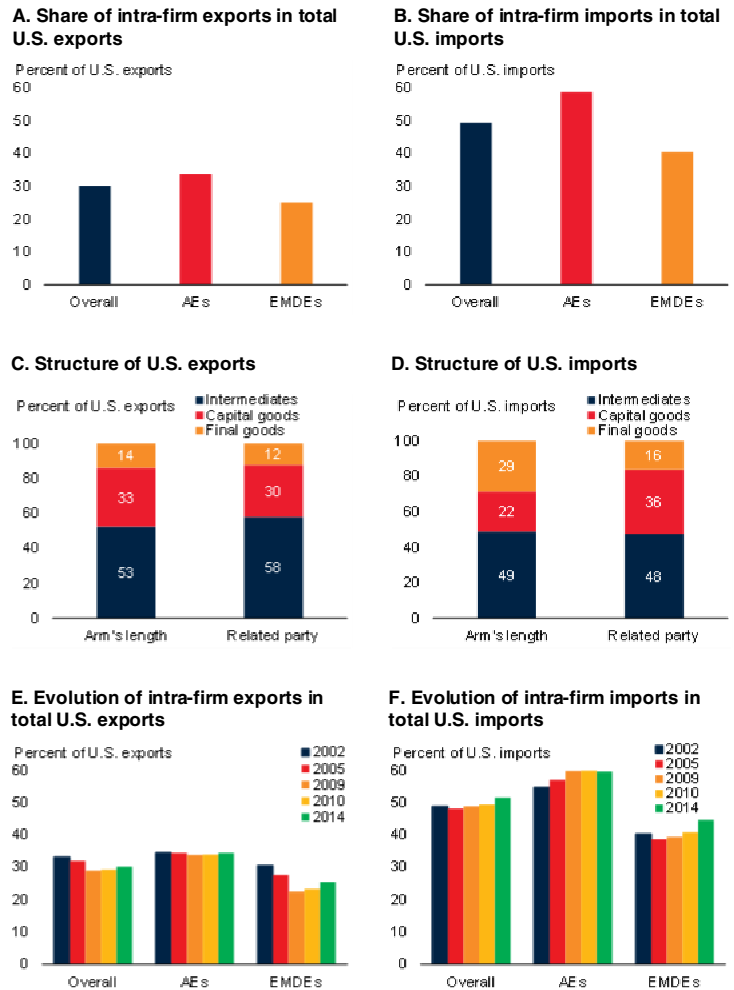 A. Share of intra-firm exports in total
U.S. exports
Percent of U.S. exports
60
50
40
30
20
10
0
Overall AEs EMDEs
B. Share of intra-firm imports in total
U.S. imports
Percent of U.S. imports
60
50
40
30
20
10
0
Overall AEs EMDEs
C. Structure of U.S. exports
Percent of U.S. exports
Intermediates
Capital goods
Final goods
100
80
60
40
20
0
14 12
33 30
53 58
Arm's length Related party
D. Structure of U.S. imports
Percent of U.S. imports
Intermediates
Capital goods
Final goods
100
80
60
40
20
0
29 16
22 36
49 48
Arm's length Related party
E. Evolution of intra-firm exports in
total U.S. exports
Percent of U.S. exports
2002
2005
2009
2010
2014
60
50
40
30
20
10
0
Overall AEs EMDEs
F. Evolution of intra-firm imports in
total U.S. imports
Percent of U.S. imports
2002
2005
2009
2010
2014
60
50
40
30
20
10
0
Overall AEs EMDEs